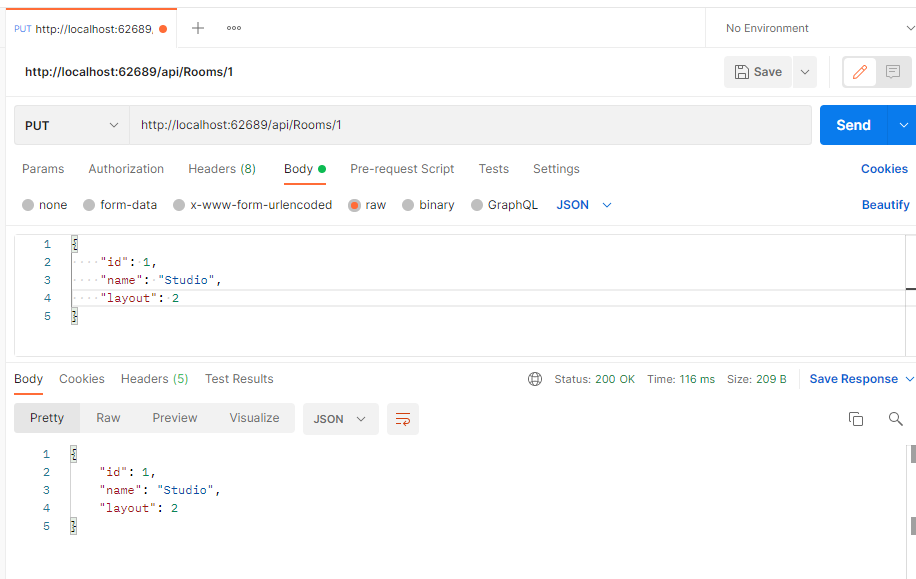 PUT http://localhost:62689,
No Environment
http://localhost:62689/api/Rooms/1
Save
PUT
http://localhost:62689/api/Rooms/1
Send
Params Authorization Headers (8) Body Pre-request Script Tests Settings Cookies
none form-data x-www-form-urlencoded raw binary GraphQL JSON Beautify
1 {
2 "id": 1,
3 "name": "Studio",
4 "layout": 2
5 }
Body Cookies Headers (5) Test Results Status: 200 OK Time: 116 ms Size: 209 B Save Response
Pretty Raw Preview Visualize JSON
1 {
2 "id": 1,
3 "name": "Studio",
4 "layout": 2
5 }